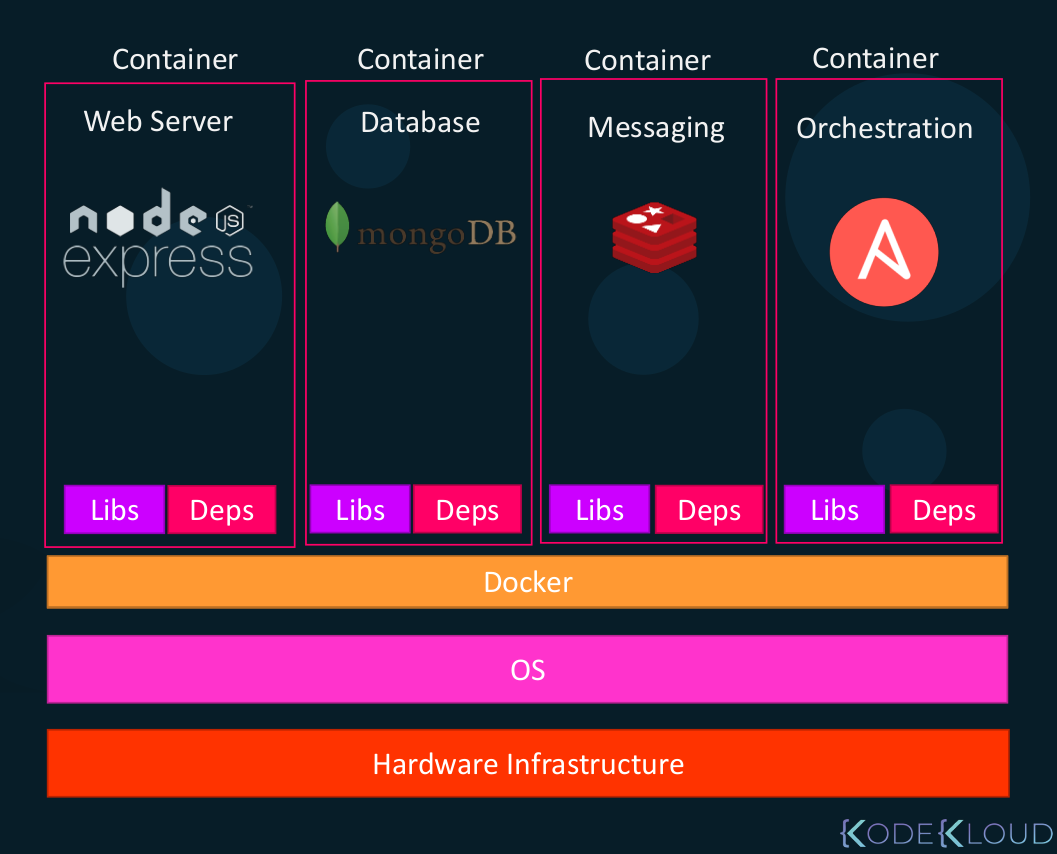 Container
Container
Container
Container
Web Server
Database
Messaging
Orchestration
node JS
express
mongoDB
Libs
Deps
Libs
Deps
Libs
Deps
Libs
Deps
Docker
OS
Hardware Infrastructure
KODEKLOUD